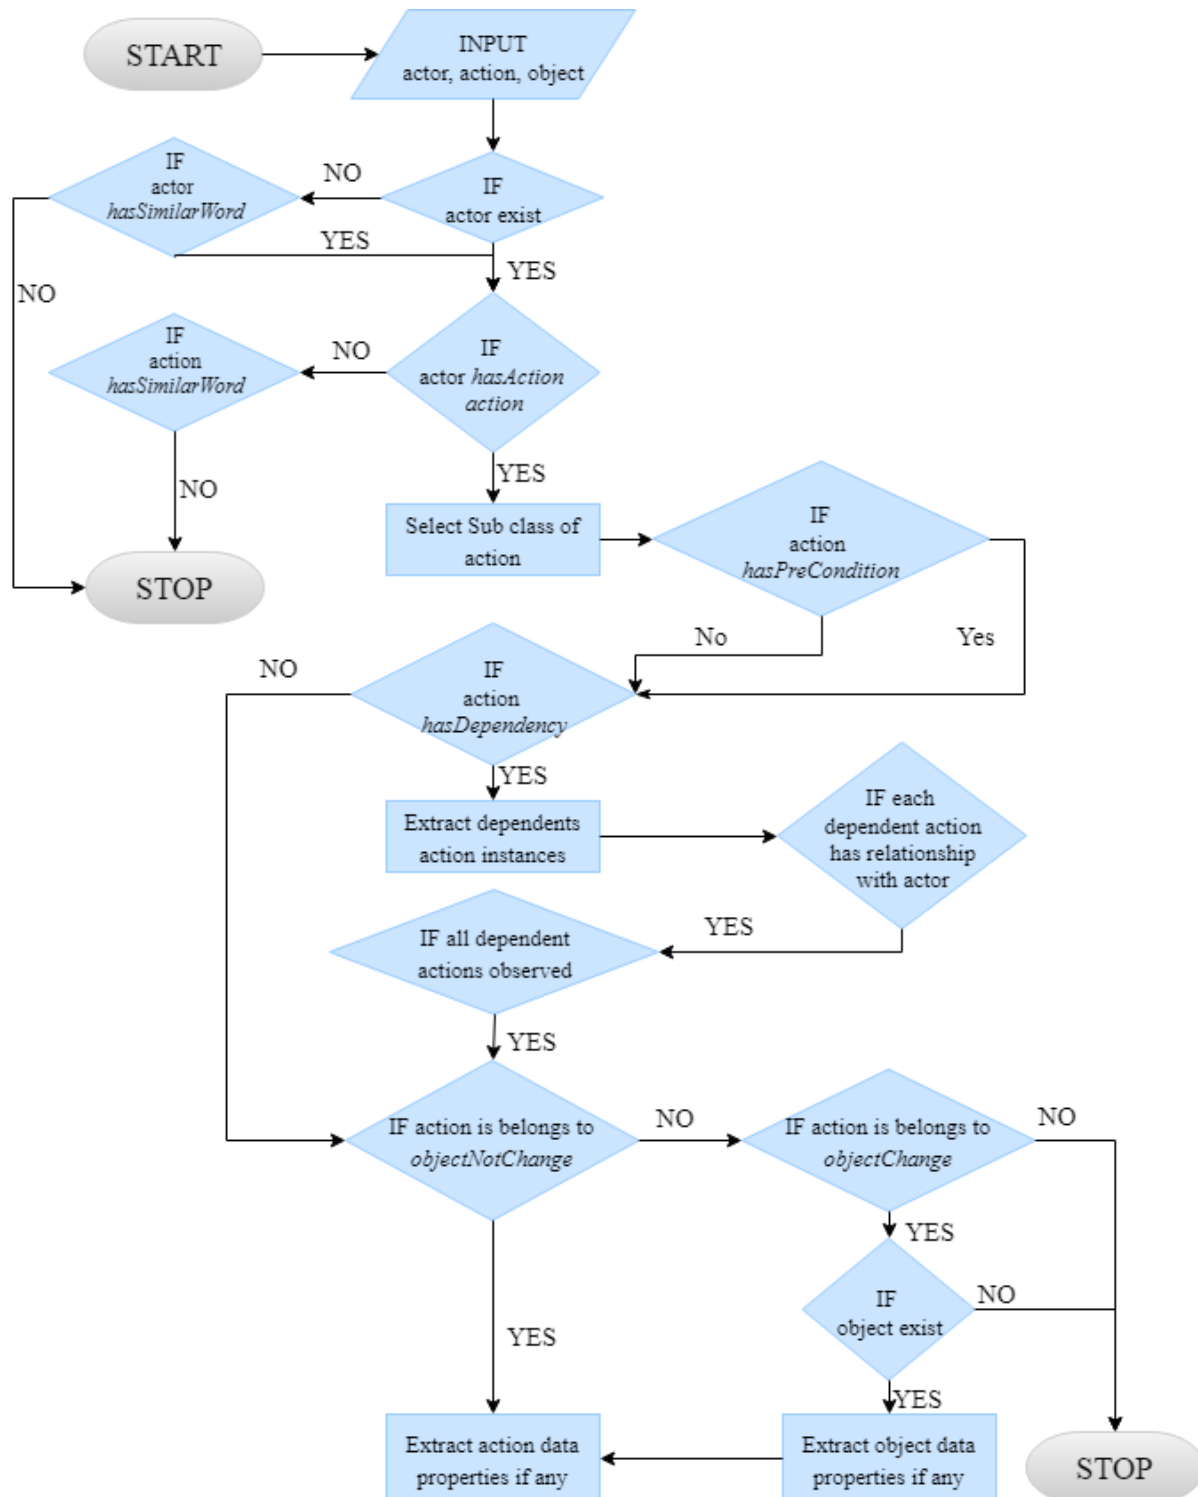 START
INPUT
actor, action, object
IF
actor
hasSimilarWord
NO
IF
actor exist
YES
YES
NO
IF
action
hasSimilarWord
NO
IF
actor hasAction
action
YES
NO
Select Sub class of
action
IF
action
hasPreCondition
STOP
No
Yes
NO
IF
action
hasDependency
YES
Extract dependents
action instances
IF each
dependent action
has relationship
with actor
YES
IF all dependent
actions observed
YES
IF action is belongs to
objectNotChange
NO
IF action is belongs to
objectChange
NO
YES
IF
object exist
NO
YES
YES
Extract action data
properties if any
Extract object data
properties if any
STOP